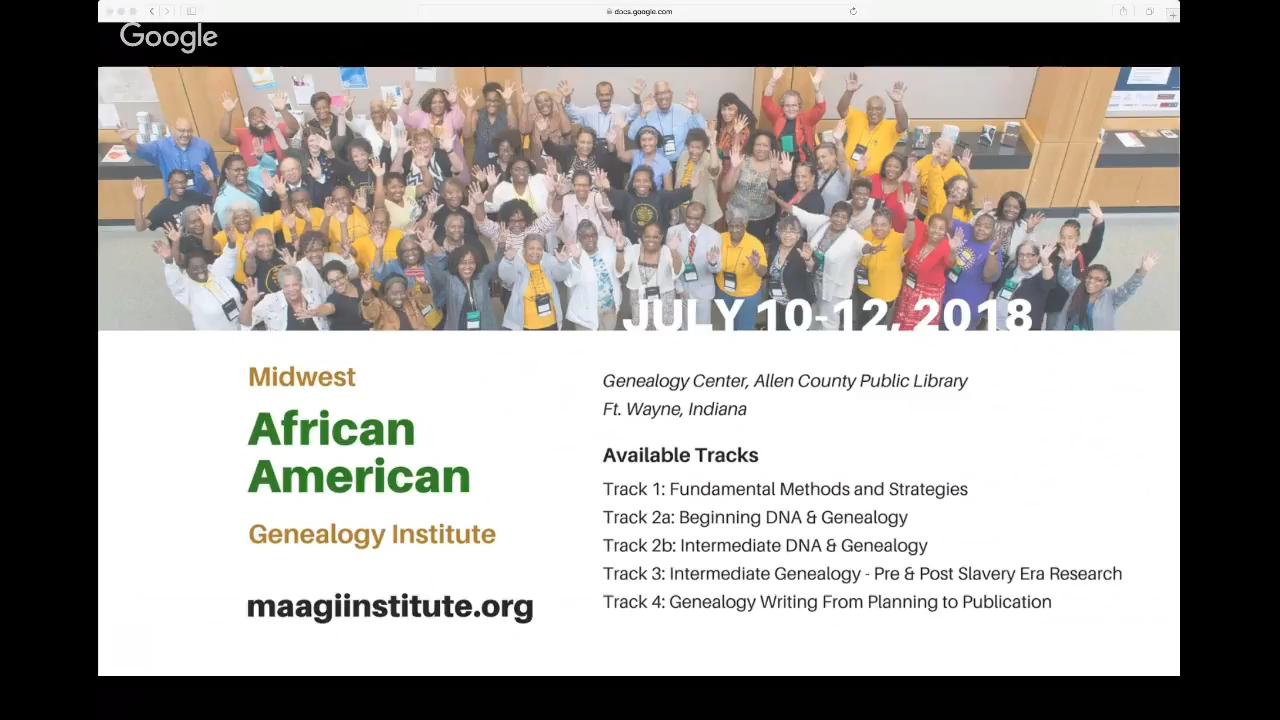 docs.google.com
Google
JULY 10-12, 2018
Midwest
African
American
Genealogy Institute
maagiinstitute.org
Genealogy Center, Allen County Public Library
Ft. Wayne, Indiana
Available Tracks
Track 1: Fundamental Methods and Strategies
Track 2a: Beginning DNA & Genealogy
Track 2b: Intermediate DNA & Genealogy
Track 3: Intermediate Genealogy - Pre & Post Slavery Era Research
Track 4: Genealogy Writing From Planning to Publication